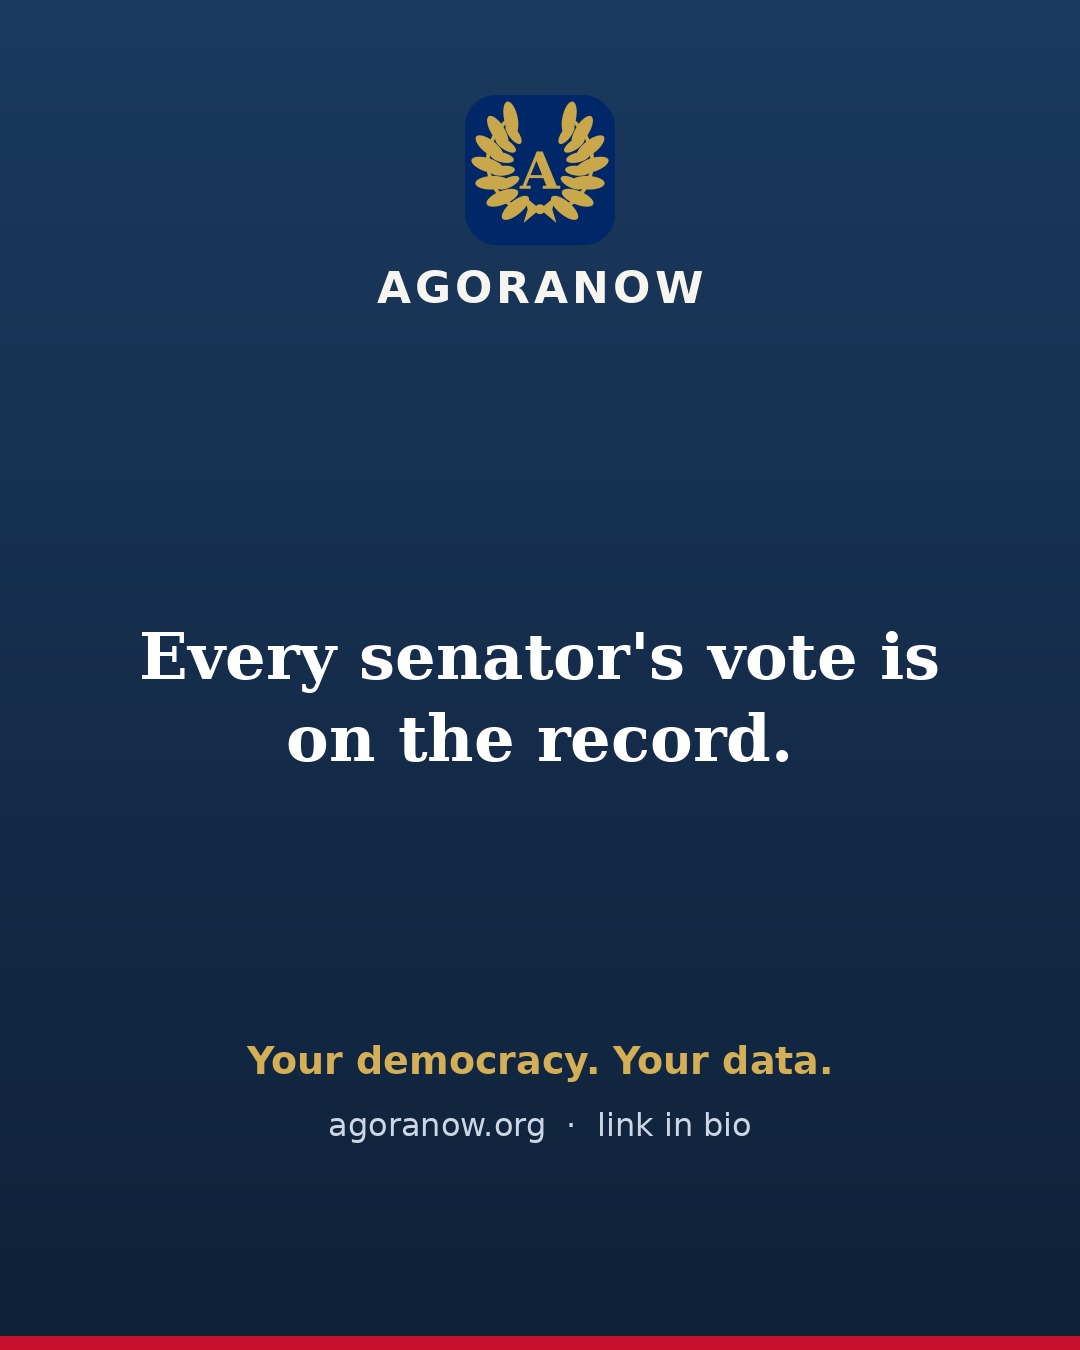 A
AGORANOW
Every senator's vote is
on the record.
Your democracy. Your data.
agoranow.org · link in bio